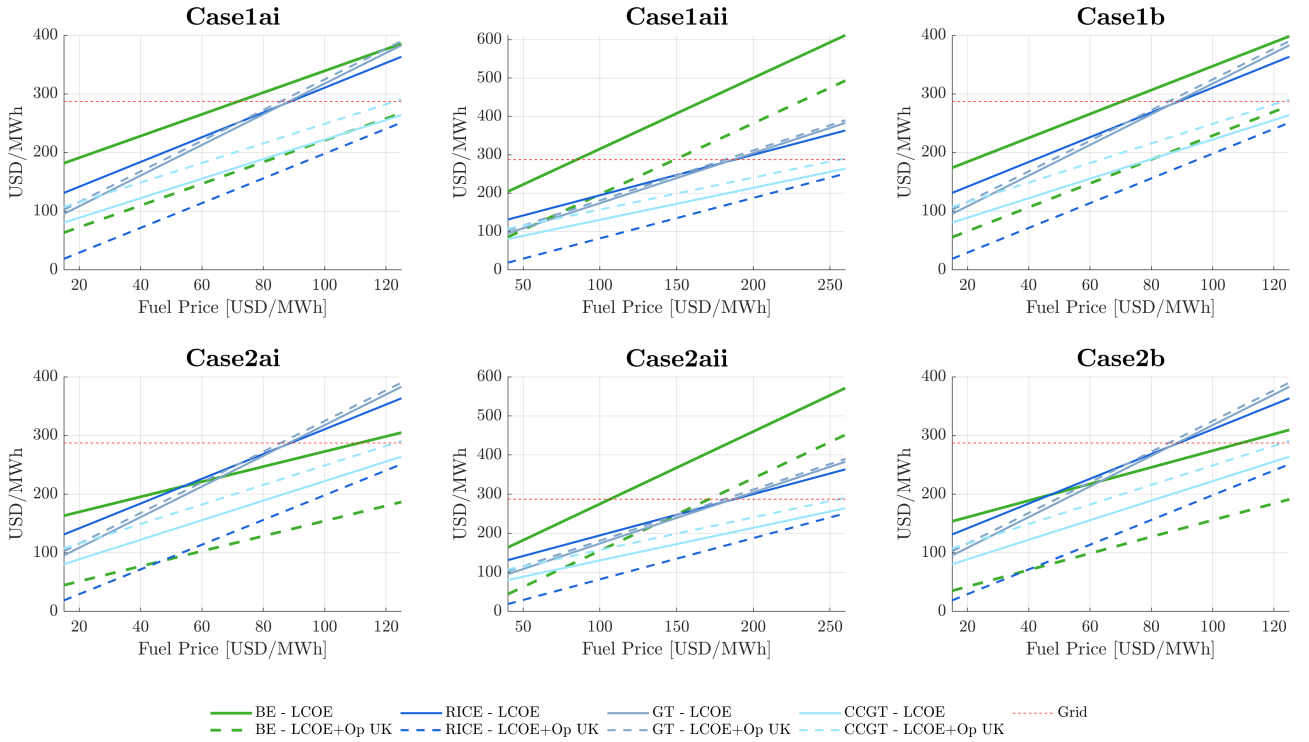 Case1ai
USD/MWh
400
300
200
100
0
20 40 60 80 100 120
Fuel Price [USD/MWh]
Case1aii
USD/MWh
600
500
400
300
200
100
0
50 100 150 200 250
Fuel Price [USD/MWh]
Case1b
USD/MWh
400
300
200
100
0
20 40 60 80 100 120
Fuel Price [USD/MWh]
Case2ai
USD/MWh
400
300
200
100
0
20 40 60 80 100 120
Fuel Price [USD/MWh]
Case2aii
USD/MWh
600
500
400
300
200
100
0
50 100 150 200 250
Fuel Price [USD/MWh]
Case2b
USD/MWh
400
300
200
100
0
20 40 60 80 100 120
Fuel Price [USD/MWh]
BE - LCOE RICE - LCOE GT - LCOE CCGT - LCOE Grid
BE - LCOE+Op UK RICE - LCOE+Op UK GT - LCOE+Op UK CCGT - LCOE+Op UK